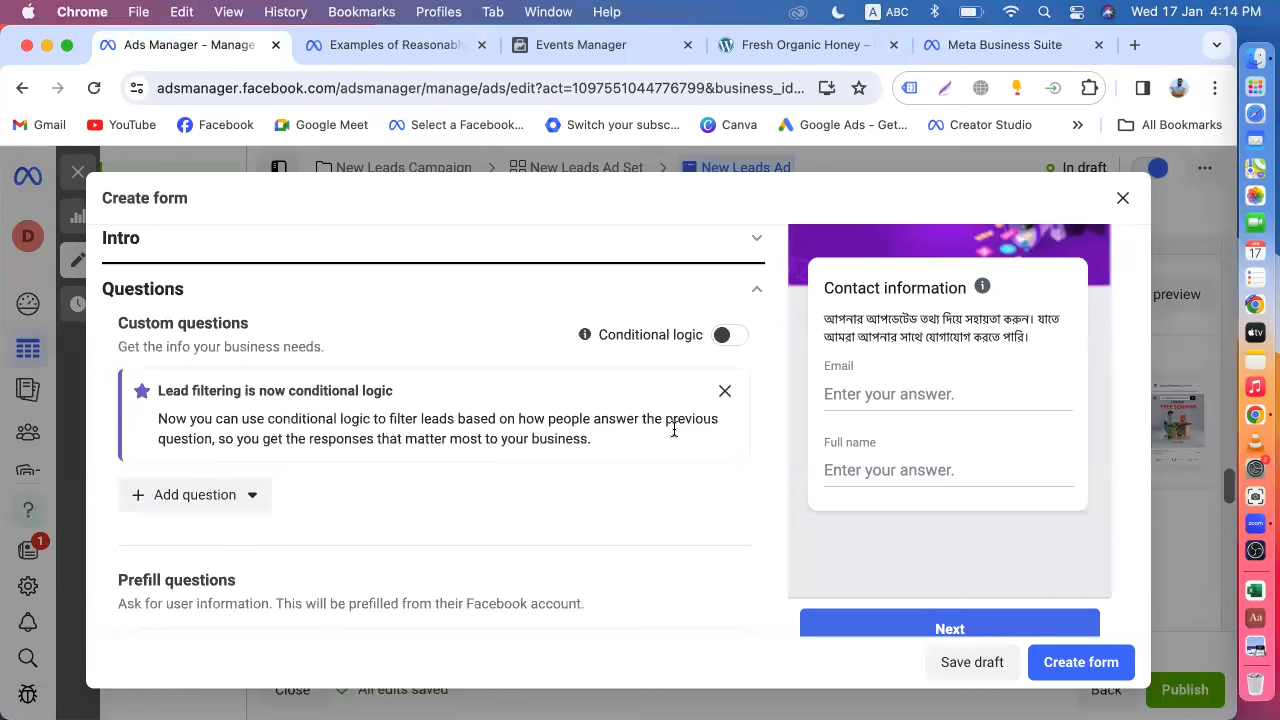 Chrome File Edit View History Bookmarks Profiles Tab Window Help A ABC Wed 17 Jan 4:14 PM
Ads Manager - Manage Examples of Reasonably Events Manager Fresh Organic Honey – Meta Business Suite
adsmanager.facebook.com/adsmanager/manage/ads/edit?act=1097551044776799&business_id...
Gmail YouTube Facebook Google Meet Select a Facebook... Switch your subsc... Canva Google Ads - Get... Creator Studio All Bookmarks
New Leads Campaign New Leads Ad Set New Leads Ad In draft
Create form
Intro
Questions
Custom questions
Conditional logic
Get the info your business needs.
Lead filtering is now conditional logic
Now you can use conditional logic to filter leads based on how people answer the previous
question, so you get the responses that matter most to your business.
Add question
Prefill questions
Ask for user information. This will be prefilled from their Facebook account.
Contact information
আপনার আপডেটেড তথ্য দিয়ে সহায়তা করুন। যাতে
আমরা আপনার সাথে যোগাযোগ করতে পারি।
Email
Enter your answer.
Full name
Enter your answer.
Next
Save draft Create form
preview
D
1
Close All edits saved Back Publish